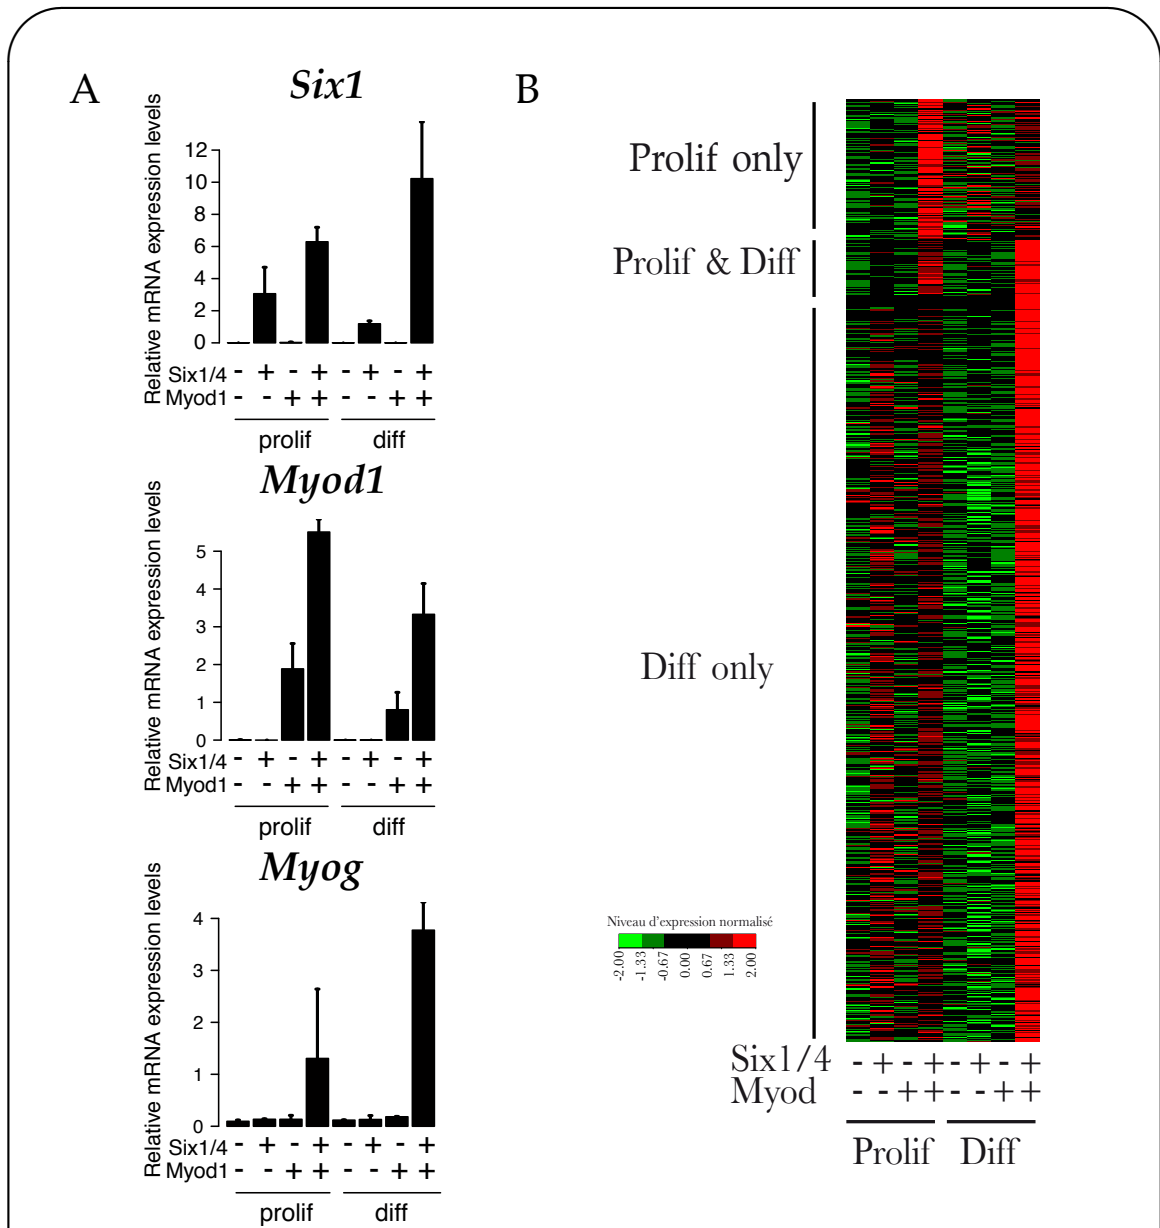 A
Six1
Relative mRNA expression levels
12
10
8
6
4
2
0
Six1/4 - + - + - + - +
Myod1 - - + + - - + +
prolif diff
Myod1
Relative mRNA expression levels
5
4
3
2
1
0
Six1/4 - + - + - + - +
Myod1 - - + + - - + +
prolif diff
Myog
Relative mRNA expression levels
4
3
2
1
0
Six1/4 - + - + - + - +
Myod1 - - + + - - + +
prolif diff
B
Prolif only
Prolif & Diff
Diff only
Niveau d'expression normalisé
-2.00 -1.33 -0.67 0.00 0.67 1.33 2.00
Six1/4 - + - + - + - +
Myod - - + + - - + +
Prolif Diff